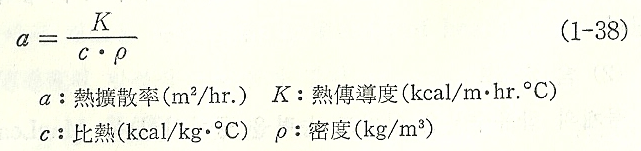 a = K / c · ρ (1-38)
a：熱擴散率(m²/hr.) K：熱傳導度(kcal/m·hr.°C)
c：比熱(kcal/kg·°C) ρ：密度(kg/m³)